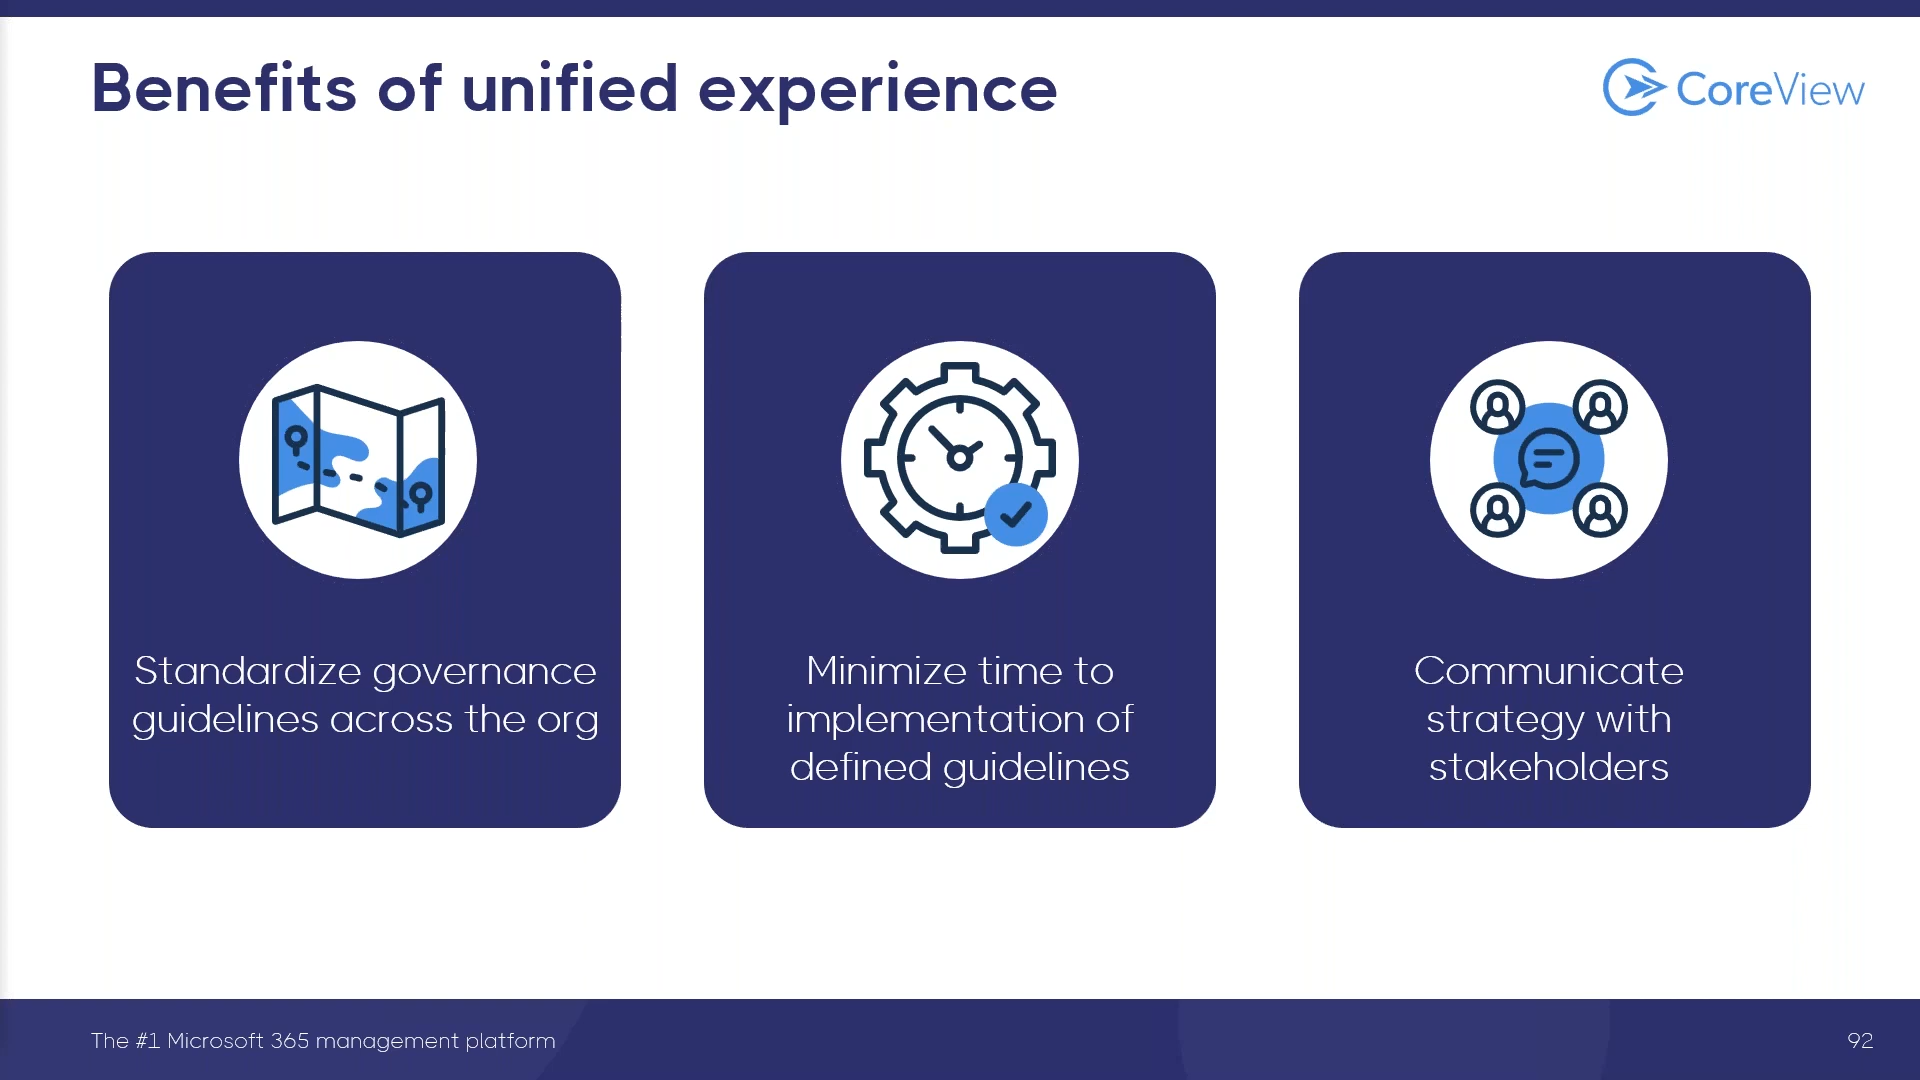 Benefits of unified experience
CoreView
Standardize governance
guidelines across the org
Minimize time to
implementation of
defined guidelines
Communicate
strategy with
stakeholders
The #1 Microsoft 365 management platform
92